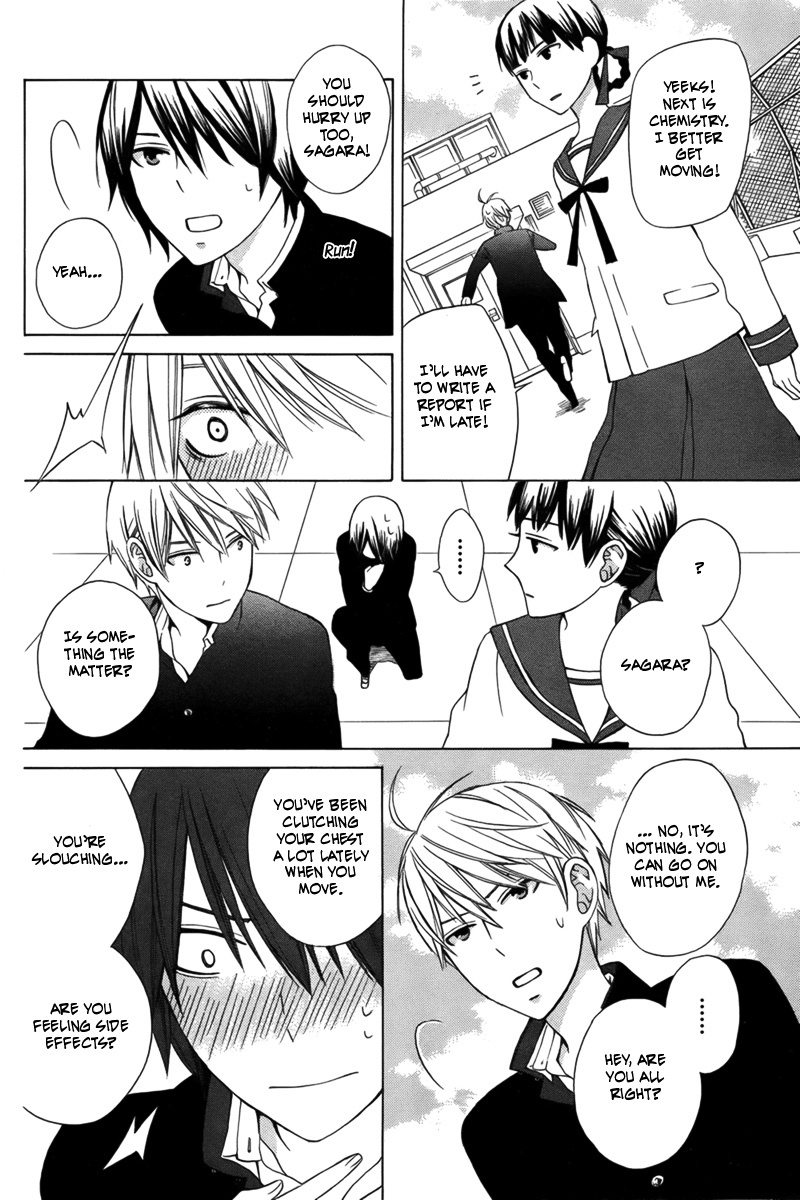 YEEKS!
NEXT IS
CHEMISTRY.
I BETTER
GET
MOVING!
I'LL HAVE
TO WRITE A
REPORT IF
I'M LATE!
YOU
SHOULD
HURRY UP
TOO,
SAGARA!
Run!
YEAH...
?
SAGARA?
......
IS SOME-
THING THE
MATTER?
... NO, IT'S
NOTHING. YOU
CAN GO ON
WITHOUT ME.
......
HEY, ARE
YOU ALL
RIGHT?
YOU'VE BEEN
CLUTCHING
YOUR CHEST
A LOT LATELY
WHEN YOU
MOVE.
YOU'RE
SLOUCHING...
ARE YOU
FEELING SIDE
EFFECTS?